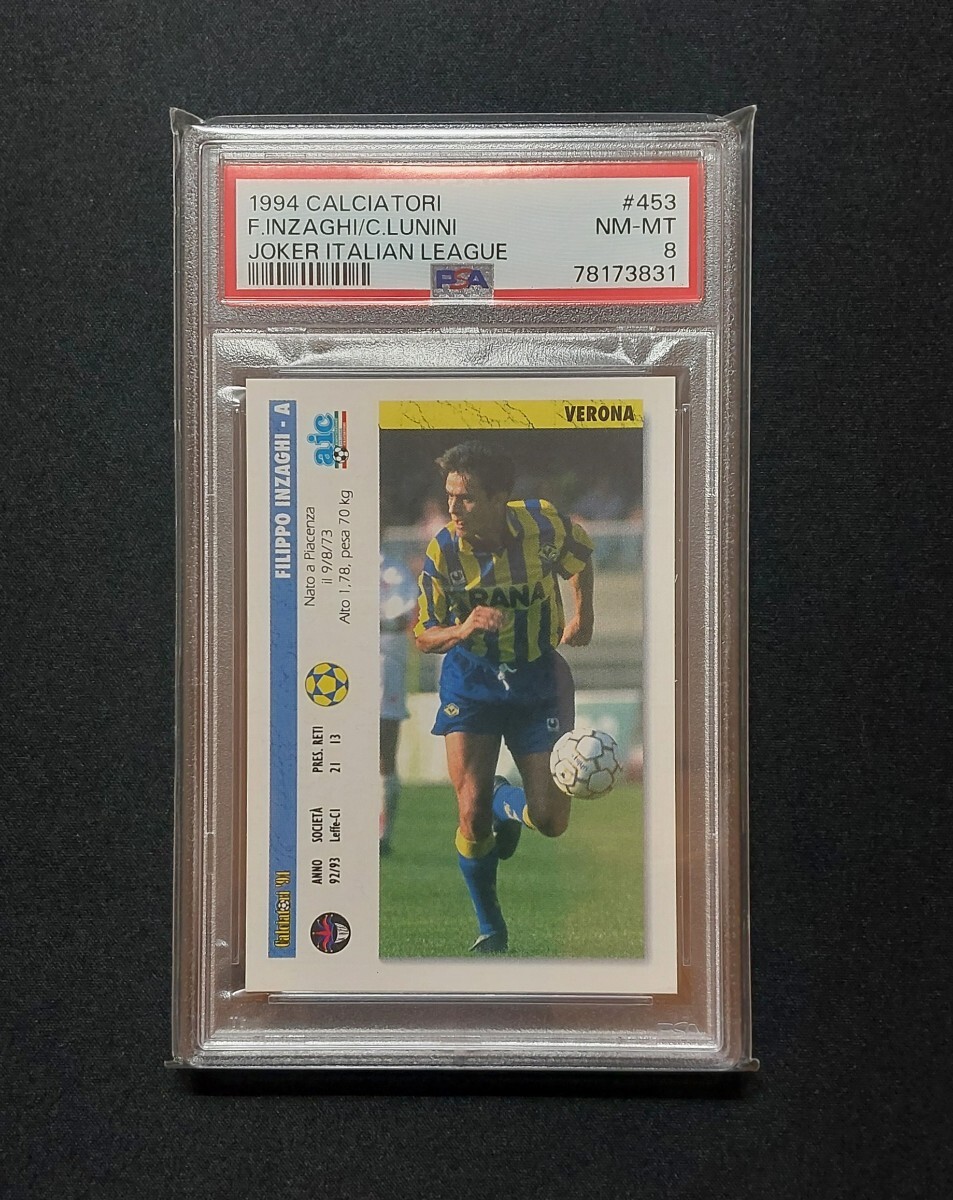 1994 CALCIATORI #453
F.INZAGHI/C.LUNINI NM-MT
JOKER ITALIAN LEAGUE 8
PSA 78173831
FILIPPO INZAGHI - A
aic
Nato a Piacenza
il 9/8/73
Alto 1,78, pesa 70 kg
ANNO SOCIETÀ PRES. RETI
92/93 Leffe-C1 21 13
Calciatori '94
VERONA
RANA
PSA